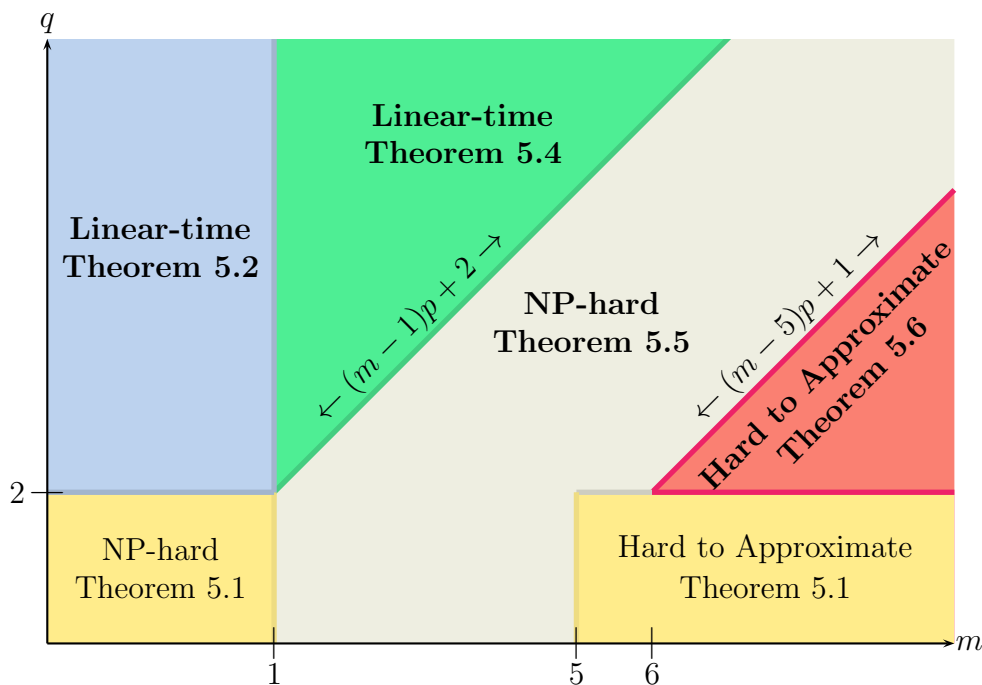 q
Linear-time
Theorem 5.4
Linear-time
Theorem 5.2
← (m − 1)p + 2 →
NP-hard
Theorem 5.5
← (m − 5)p + 1 →
Hard to Approximate
Theorem 5.6
2
NP-hard
Theorem 5.1
Hard to Approximate
Theorem 5.1
m
1
5
6